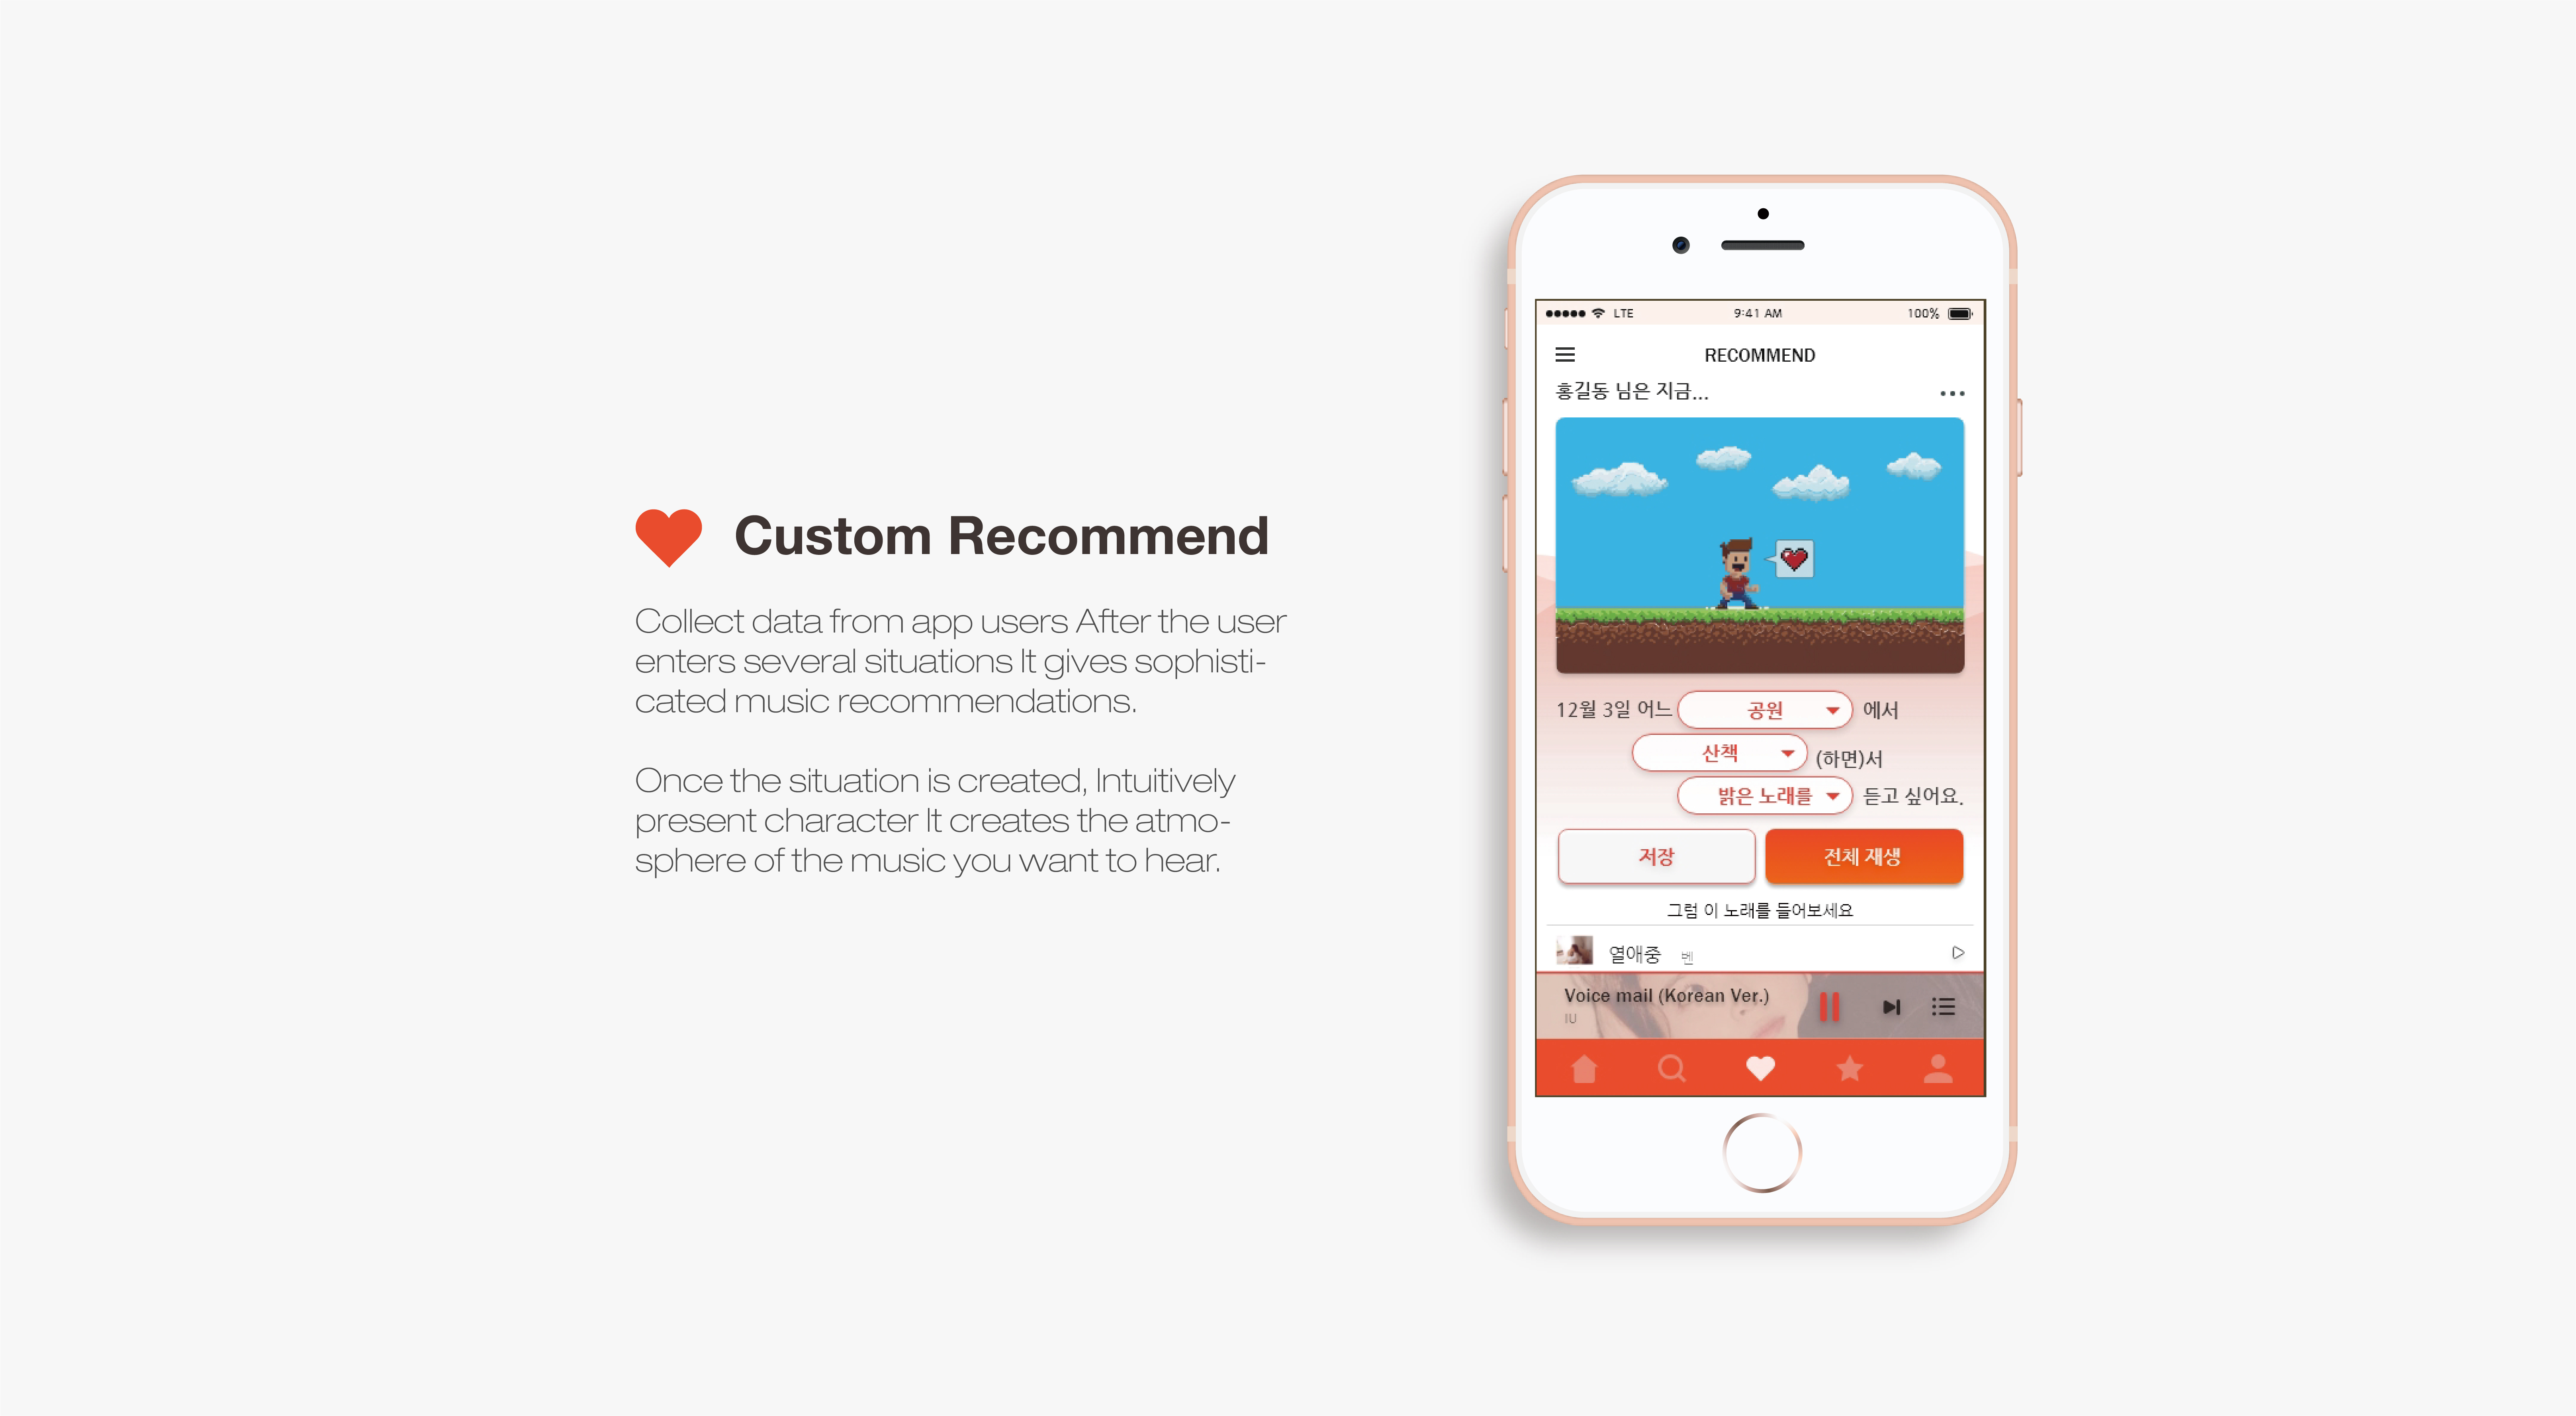 Custom Recommend
Collect data from app users After the user
enters several situations It gives sophisti-
cated music recommendations.
Once the situation is created, Intuitively
present character It creates the atmo-
sphere of the music you want to hear.
LTE 9:41 AM 100%
RECOMMEND
홍길동 님은 지금...
12월 3일 어느 공원 에서
산책 (하면)서
밝은 노래를 듣고 싶어요.
저장 전체 재생
그럼 이 노래를 들어보세요
열애중 벤
Voice mail (Korean Ver.)
IU